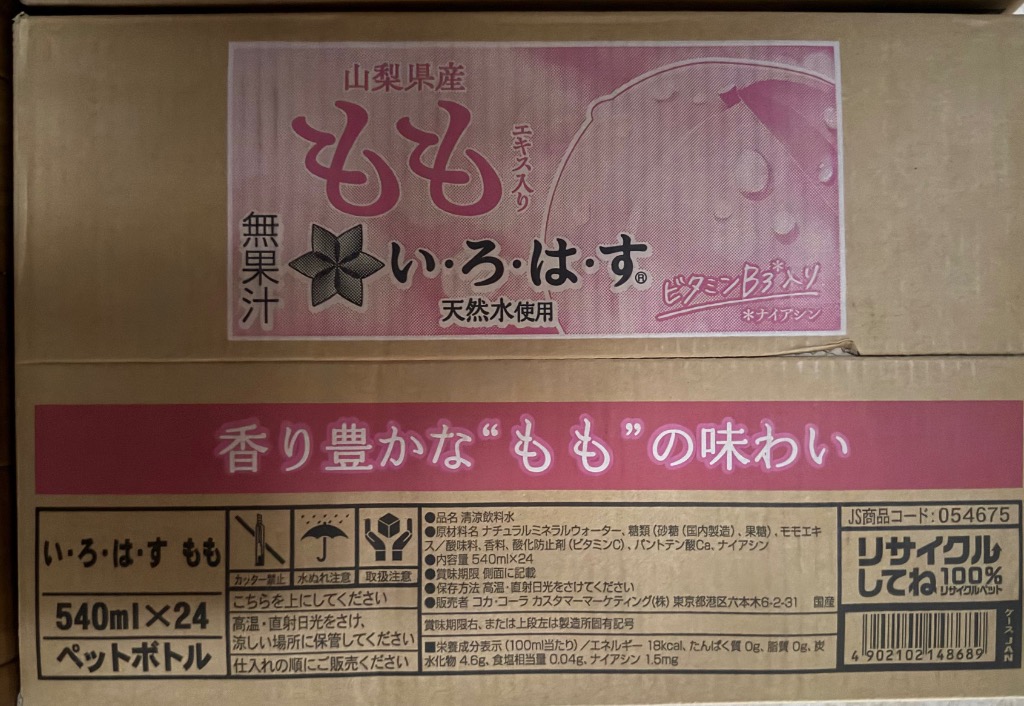 山梨県産
もも
エキス入り
無果汁
い・ろ・は・す®
天然水使用
ビタミンB3*入り
*ナイアシン
香り豊かな“もも”の味わい
い・ろ・は・す もも
540ml×24
ペットボトル
カッター禁止
水ぬれ注意
取扱注意
こちらを上にしてください
高温・直射日光をさけ、
涼しい場所に保管してください
仕入れの順にご販売ください
●品名 清涼飲料水
●原材料名 ナチュラルミネラルウォーター、糖類(砂糖(国内製造)、果糖)、モモエキ
ス/酸味料、香料、酸化防止剤(ビタミンC)、パントテン酸Ca、ナイアシン
●内容量 540ml×24
●賞味期限 側面に記載
●保存方法 高温・直射日光をさけてください
●販売者 コカ・コーラ カスタマーマーケティング(株) 東京都港区六本木6-2-31 国産
賞味期限右、または上段左は製造所固有記号
■栄養成分表示(100ml当たり)/エネルギー 18kcal、たんぱく質 0g、脂質 0g、炭
水化物 4.6g、食塩相当量 0.04g、ナイアシン 1.5mg
JS商品コード:054675
リサイクル
してね
100%
リサイクルペット
ケースJAN
4 902102 148689